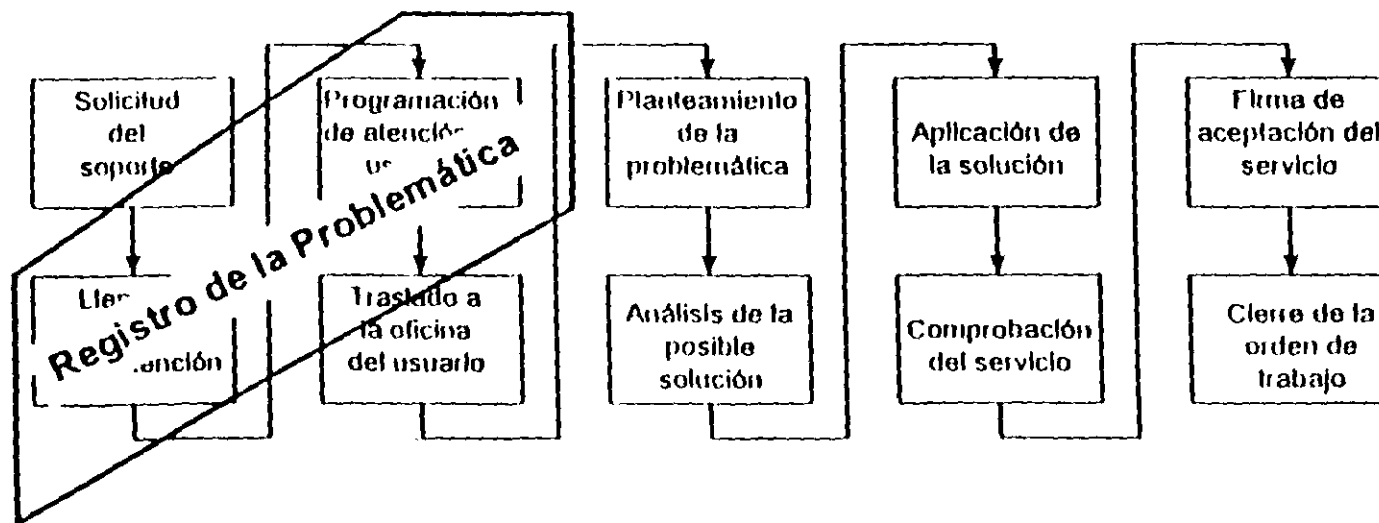 Solicitud
del
soporte
Programación
de atención
Planteamiento
de la
problemática
Aplicación de
la solución
Firma de
aceptación del
servicio
Registro de la Problemática
Traslado a
la oficina
del usuario
Análisis de la
posible
solución
Comprobación
del servicio
Cierre de la
orden de
trabajo